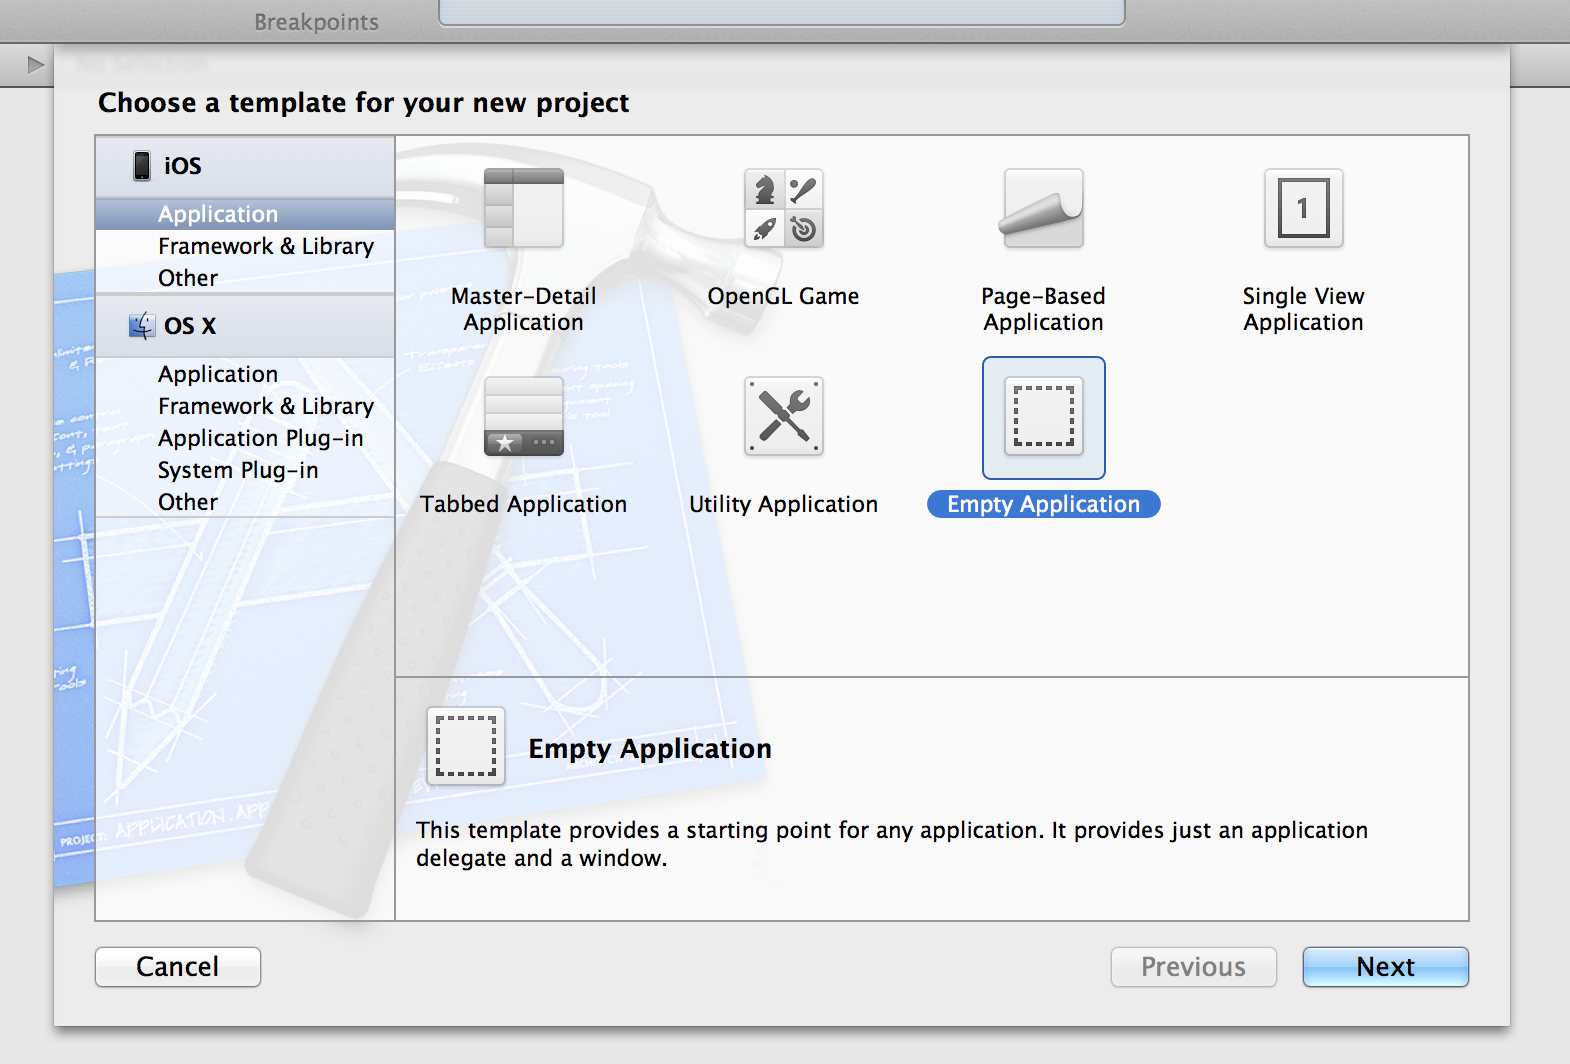 Breakpoints
No Selection
Choose a template for your new project
iOS
Application
Framework & Library
Other
OS X
Application
Framework & Library
Application Plug-in
System Plug-in
Other
Master-Detail
Application
OpenGL Game
Page-Based
Application
1
Single View
Application
Tabbed Application
Utility Application
Empty Application
Empty Application
This template provides a starting point for any application. It provides just an application
delegate and a window.
PROJECT: APPLICATION.APP
Cancel
Previous
Next